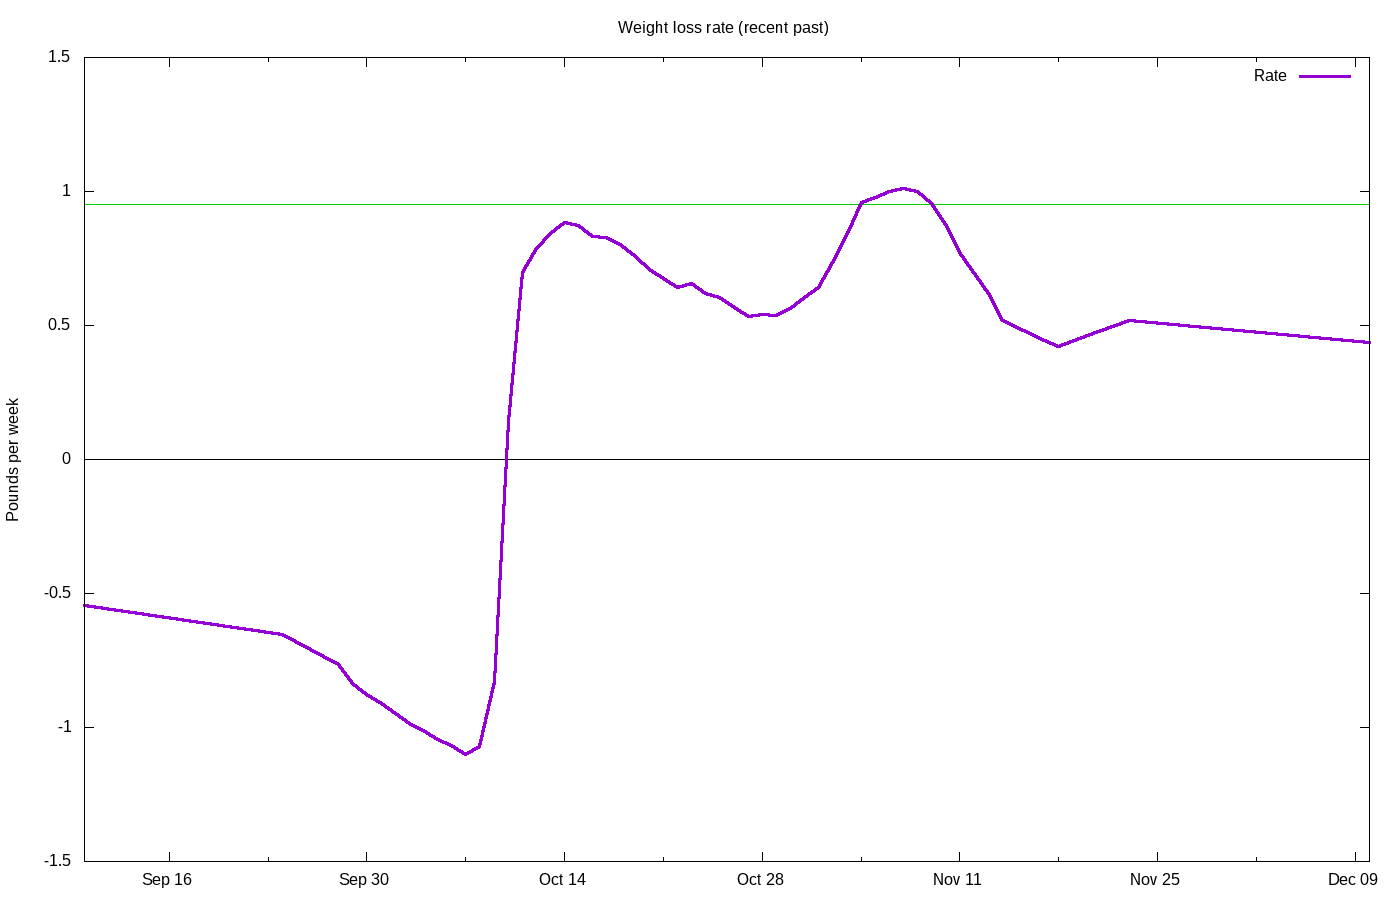 Weight loss rate (recent past)
Rate
1.5
1
0.5
0
-0.5
-1
-1.5
Pounds per week
Sep 16
Sep 30
Oct 14
Oct 28
Nov 11
Nov 25
Dec 09